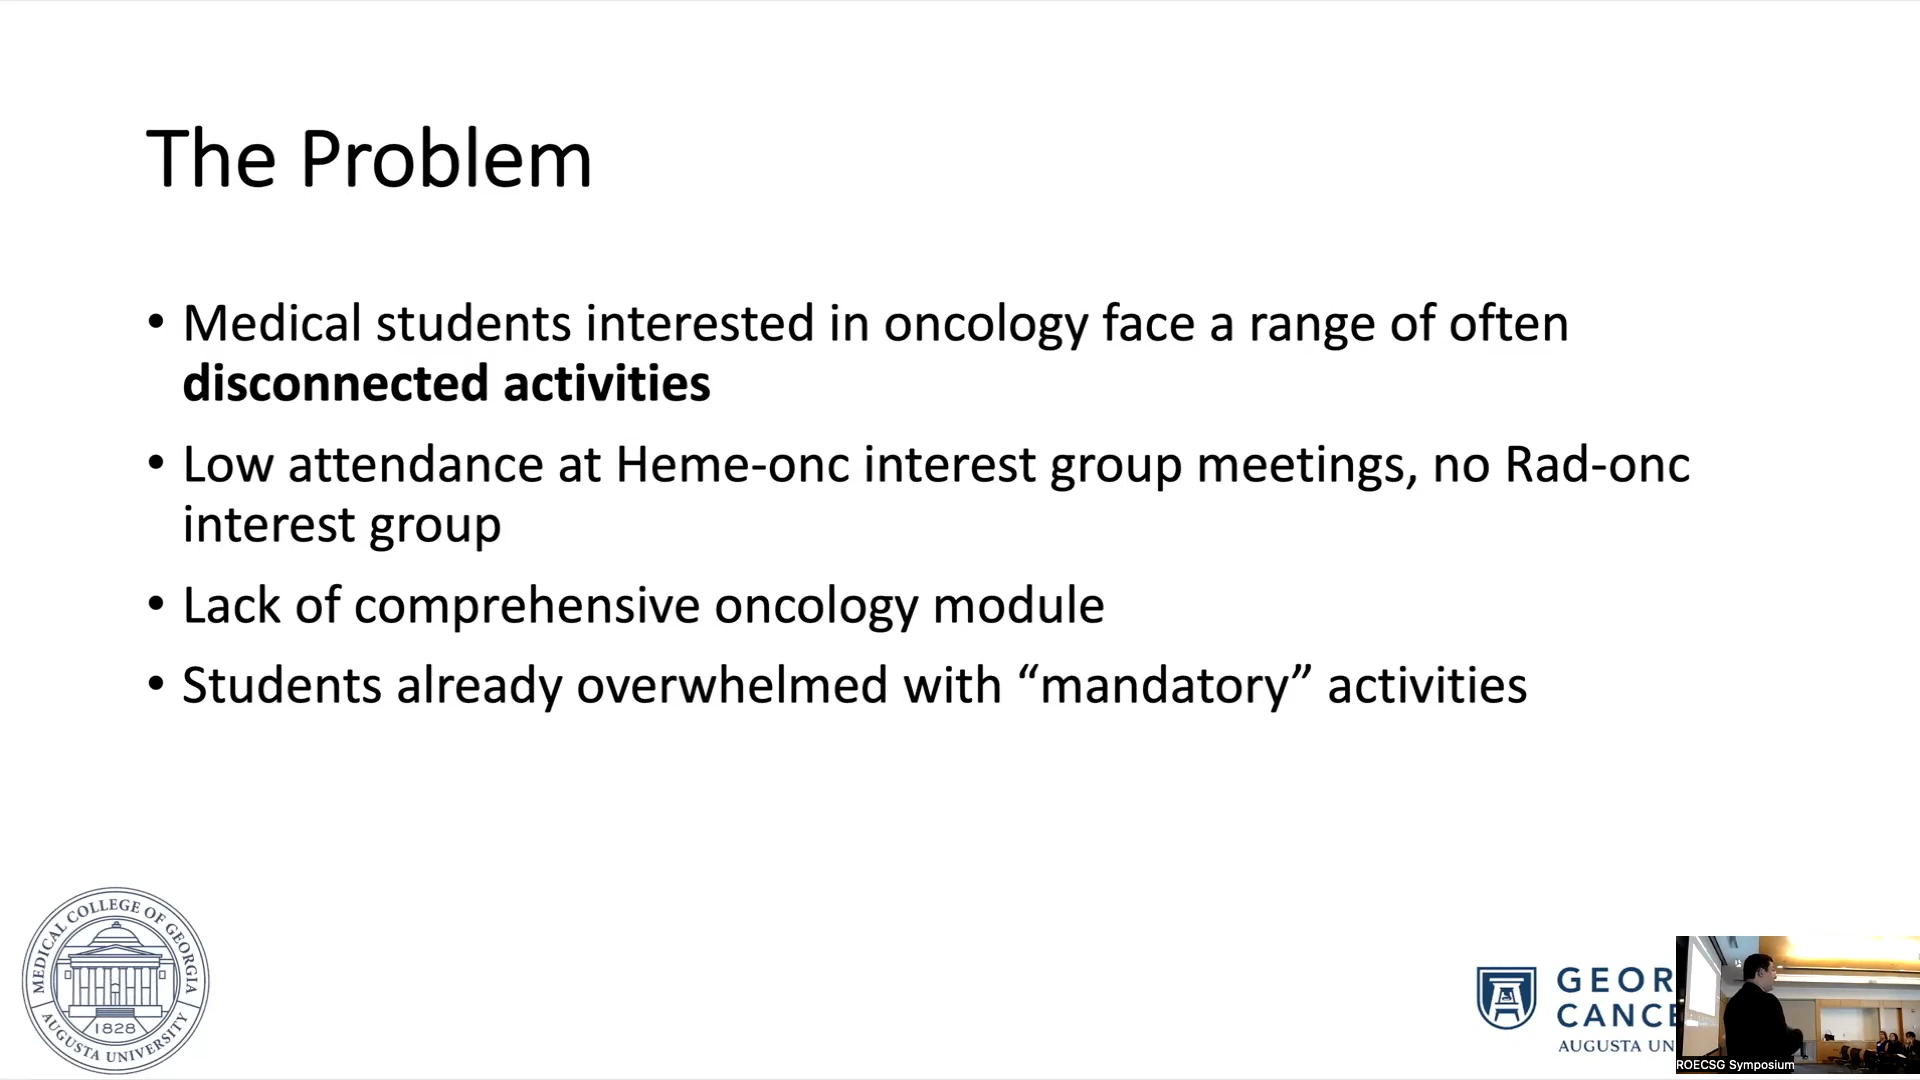 The Problem
• Medical students interested in oncology face a range of often
disconnected activities
• Low attendance at Heme-onc interest group meetings, no Rad-onc
interest group
• Lack of comprehensive oncology module
• Students already overwhelmed with “mandatory” activities
MEDICAL COLLEGE OF GEORGIA
1828
AUGUSTA UNIVERSITY
GEOR
CANCE
AUGUSTA UN
ROECSG Symposium